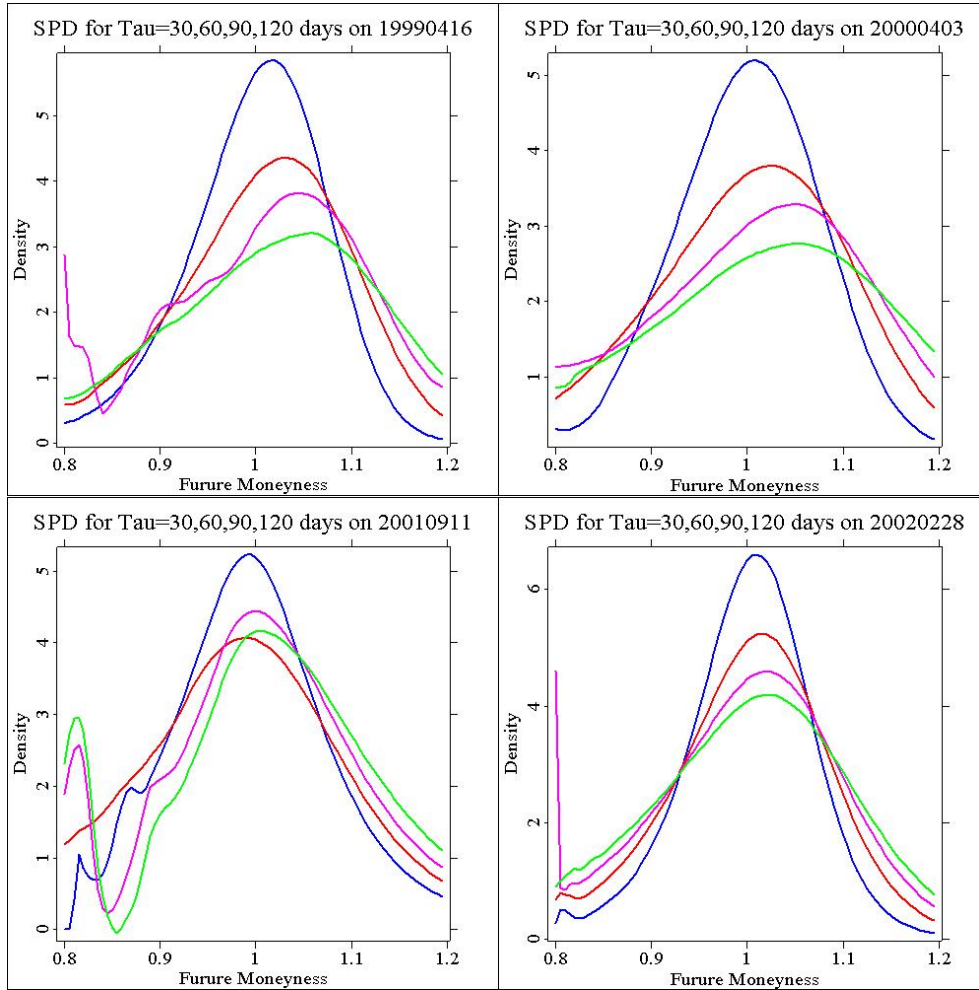 SPD for Tau=30,60,90,120 days on 19990416
Density
0 1 2 3 4 5
0.8 0.9 1 1.1 1.2
Furure Moneyness
SPD for Tau=30,60,90,120 days on 20000403
Density
1 2 3 4 5
0.8 0.9 1 1.1 1.2
Furure Moneyness
SPD for Tau=30,60,90,120 days on 20010911
Density
0 1 2 3 4 5
0.8 0.9 1 1.1 1.2
Furure Moneyness
SPD for Tau=30,60,90,120 days on 20020228
Density
0 2 4 6
0.8 0.9 1 1.1 1.2
Furure Moneyness